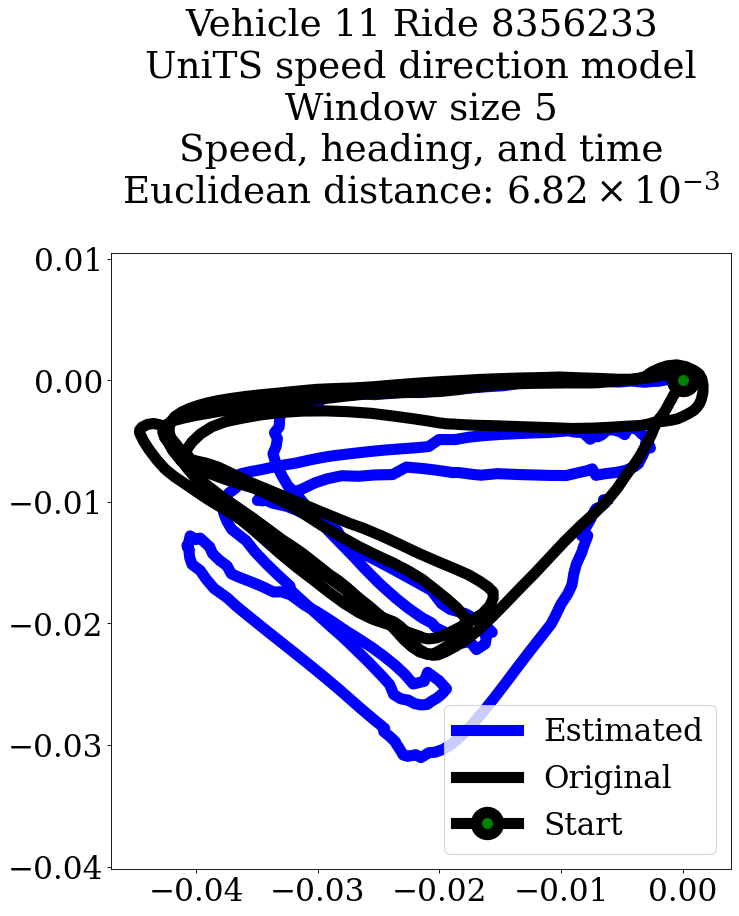 Vehicle 11 Ride 8356233
UniTS speed direction model
Window size 5
Speed, heading, and time
Euclidean distance: 6.82 × 10⁻³
0.01
0.00
−0.01
−0.02
−0.03
−0.04
Estimated
Original
Start
−0.04 −0.03 −0.02 −0.01 0.00